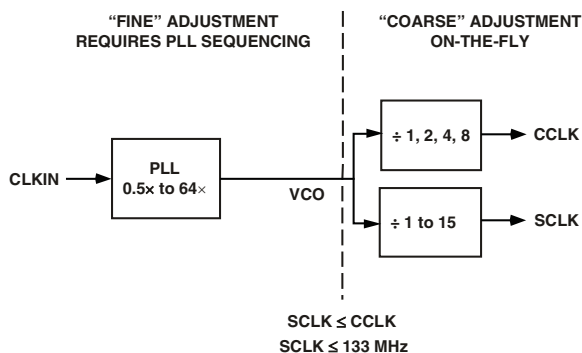 “FINE” ADJUSTMENT
REQUIRES PLL SEQUENCING
“COARSE” ADJUSTMENT
ON-THE-FLY
CLKIN
PLL
0.5× to 64×
VCO
÷ 1, 2, 4, 8
CCLK
÷ 1 to 15
SCLK
SCLK ≤ CCLK
SCLK ≤ 133 MHz